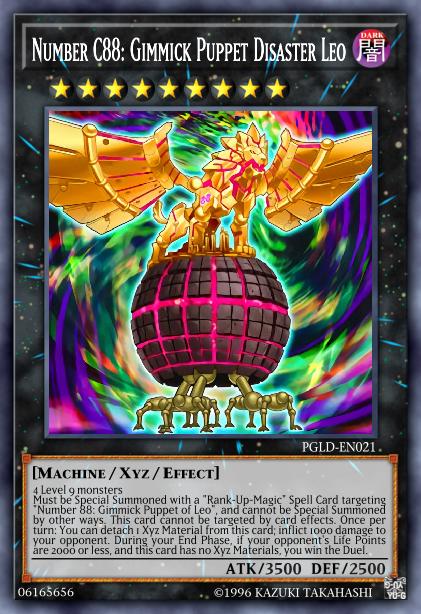 Number C88: Gimmick Puppet Disaster Leo
DARK
闇
88
PGLD-EN021
[Machine / Xyz / Effect]
4 Level 9 monsters
Must be Special Summoned with a "Rank-Up-Magic" Spell Card targeting
"Number 88: Gimmick Puppet of Leo", and cannot be Special Summoned
by other ways. This card cannot be targeted by card effects. Once per
turn: You can detach 1 Xyz Material from this card; inflict 1000 damage to
your opponent. During your End Phase, if your opponent's Life Points
are 2000 or less, and this card has no Xyz Materials, you win the Duel.
ATK/3500 DEF/2500
06165656
©1996 KAZUKI TAKAHASHI